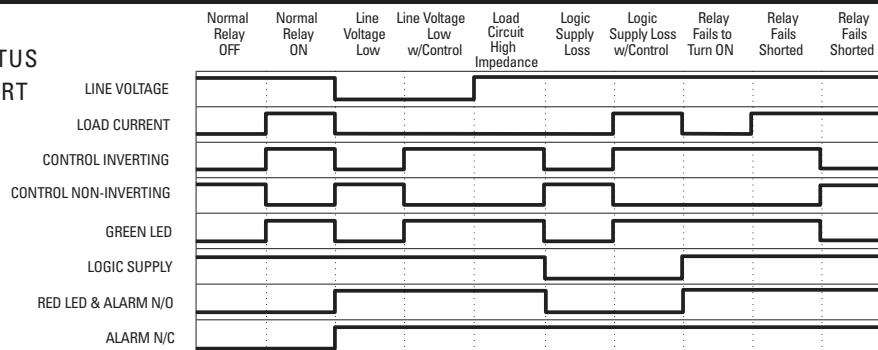 Normal Relay OFF
Normal Relay ON
Line Voltage Low
Line Voltage Low w/Control
Load Circuit High Impedance
Logic Supply Loss
Logic Supply Loss w/Control
Relay Fails to Turn ON
Relay Fails Shorted
Relay Fails Shorted
TUS
RT
LINE VOLTAGE
LOAD CURRENT
CONTROL INVERTING
CONTROL NON-INVERTING
GREEN LED
LOGIC SUPPLY
RED LED & ALARM N/O
ALARM N/C